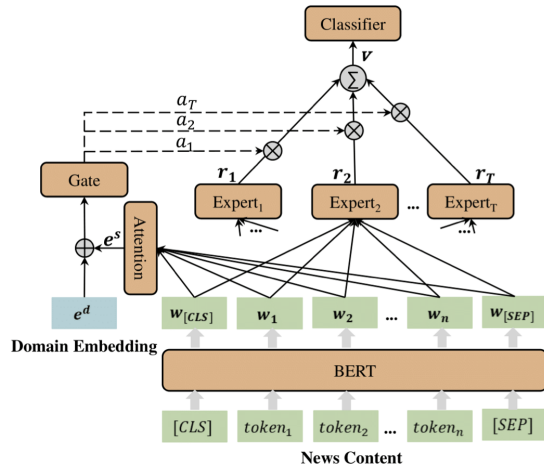 Classifier
v
Σ
a_T
a_2
a_1
r_1 r_2 r_T
Gate
Expert_1 Expert_2 ... Expert_T
... ...
Attention
e^s
e^d
Domain Embedding
w_[CLS] w_1 w_2 ... w_n w_[SEP]
BERT
[CLS] token_1 token_2 ... token_n [SEP]
News Content